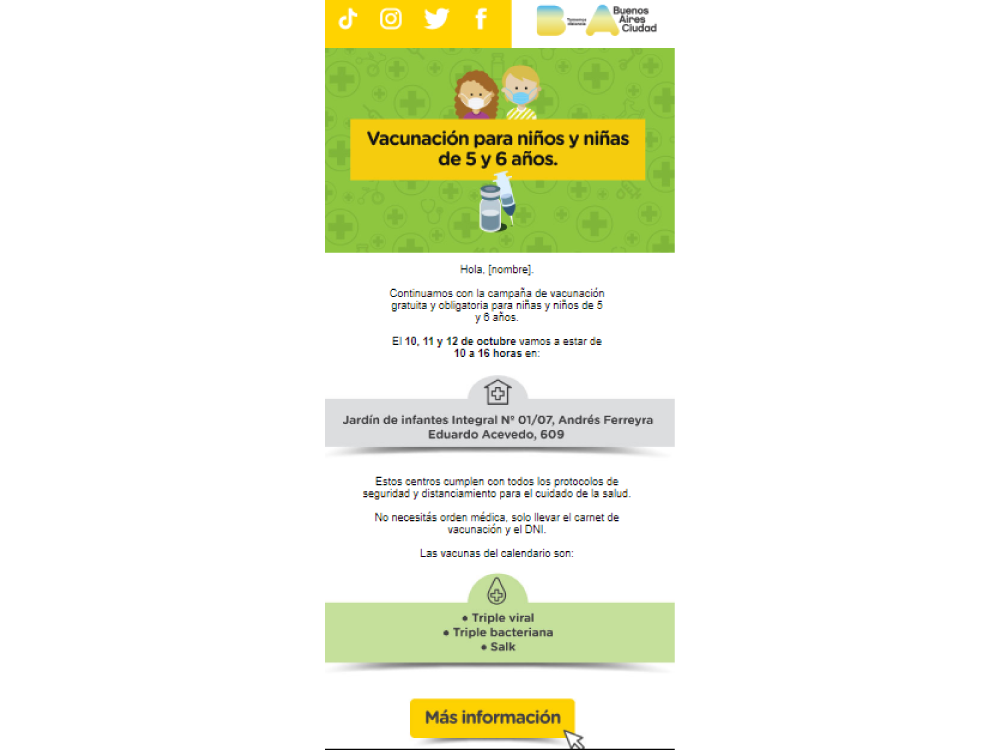 Buenos
Aires
Ciudad
Vacunación para niños y niñas
de 5 y 6 años.
Hola, [nombre].
Continuamos con la campaña de vacunación
gratuita y obligatoria para niñas y niños de 5
y 6 años.
El 10, 11 y 12 de octubre vamos a estar de
10 a 16 horas en:
Jardín de infantes Integral Nº 01/07, Andrés Ferreyra
Eduardo Acevedo, 609
Estos centros cumplen con todos los protocolos de
seguridad y distanciamiento para el cuidado de la salud.
No necesitás orden médica, solo llevar el carnet de
vacunación y el DNI.
Las vacunas del calendario son:
● Triple viral
● Triple bacteriana
● Salk
Más información